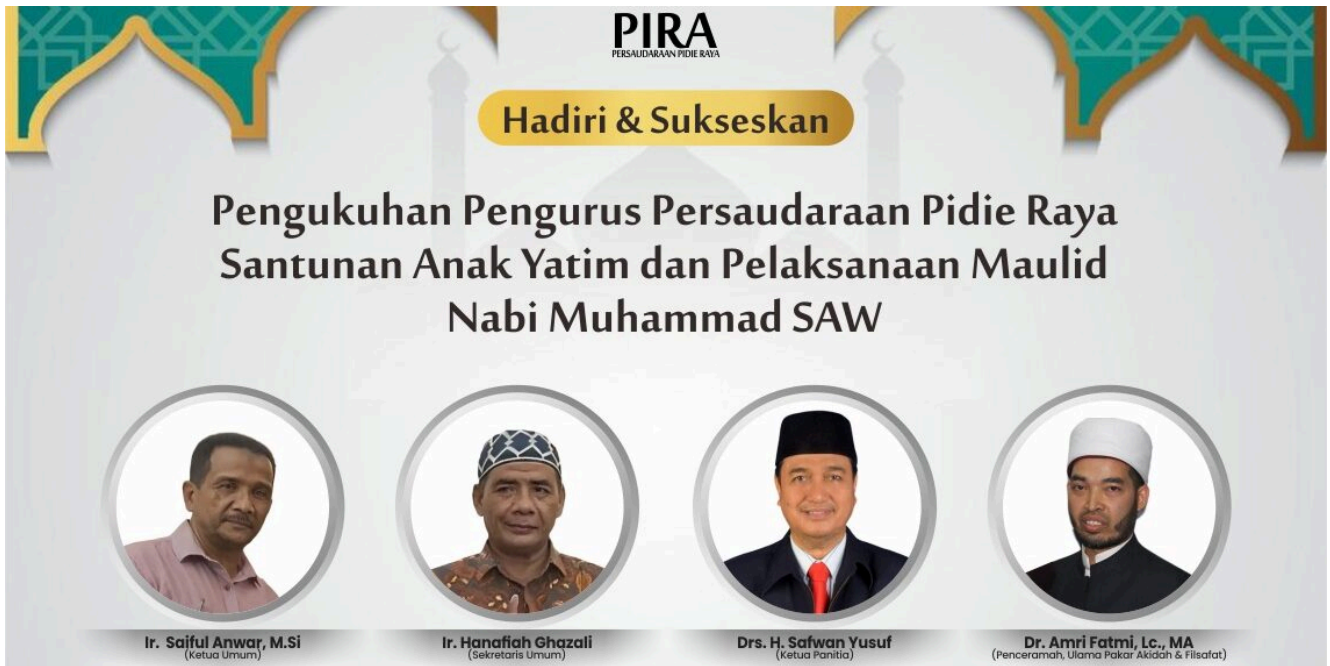 PIRA
PERSAUDARAAN PIDIE RAYA
Hadiri & Sukseskan
Pengukuhan Pengurus Persaudaraan Pidie Raya
Santunan Anak Yatim dan Pelaksanaan Maulid
Nabi Muhammad SAW
Ir. Saiful Anwar, M.Si
(Ketua Umum)
Ir. Hanafiah Ghazali
(Sekretaris Umum)
Drs. H. Safwan Yusuf
(Ketua Panitia)
Dr. Amri Fatmi, Lc., MA
(Penceramah, Ulama Pakar Akidah & Filsafat)